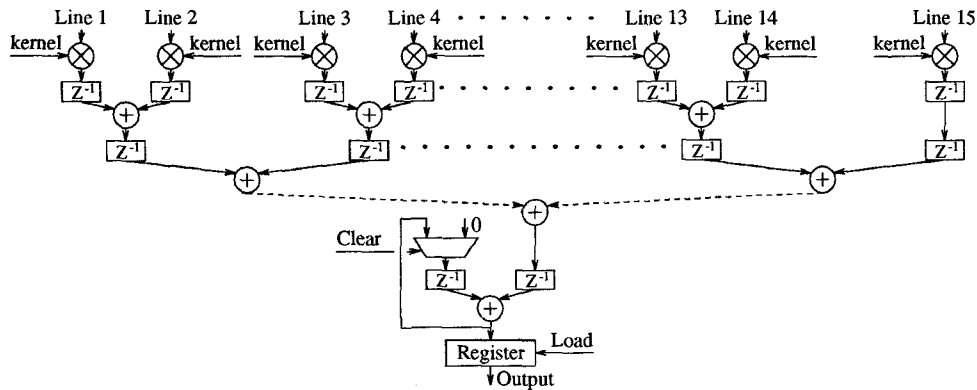 Line 1 Line 2 Line 3 Line 4 Line 13 Line 14 Line 15
kernel kernel kernel kernel kernel kernel kernel
Z⁻¹ Z⁻¹ Z⁻¹ Z⁻¹ Z⁻¹ Z⁻¹ Z⁻¹
+ + +
Z⁻¹ Z⁻¹ Z⁻¹ Z⁻¹
+ +
+
0
Clear
Z⁻¹ Z⁻¹
+
Register Load
Output